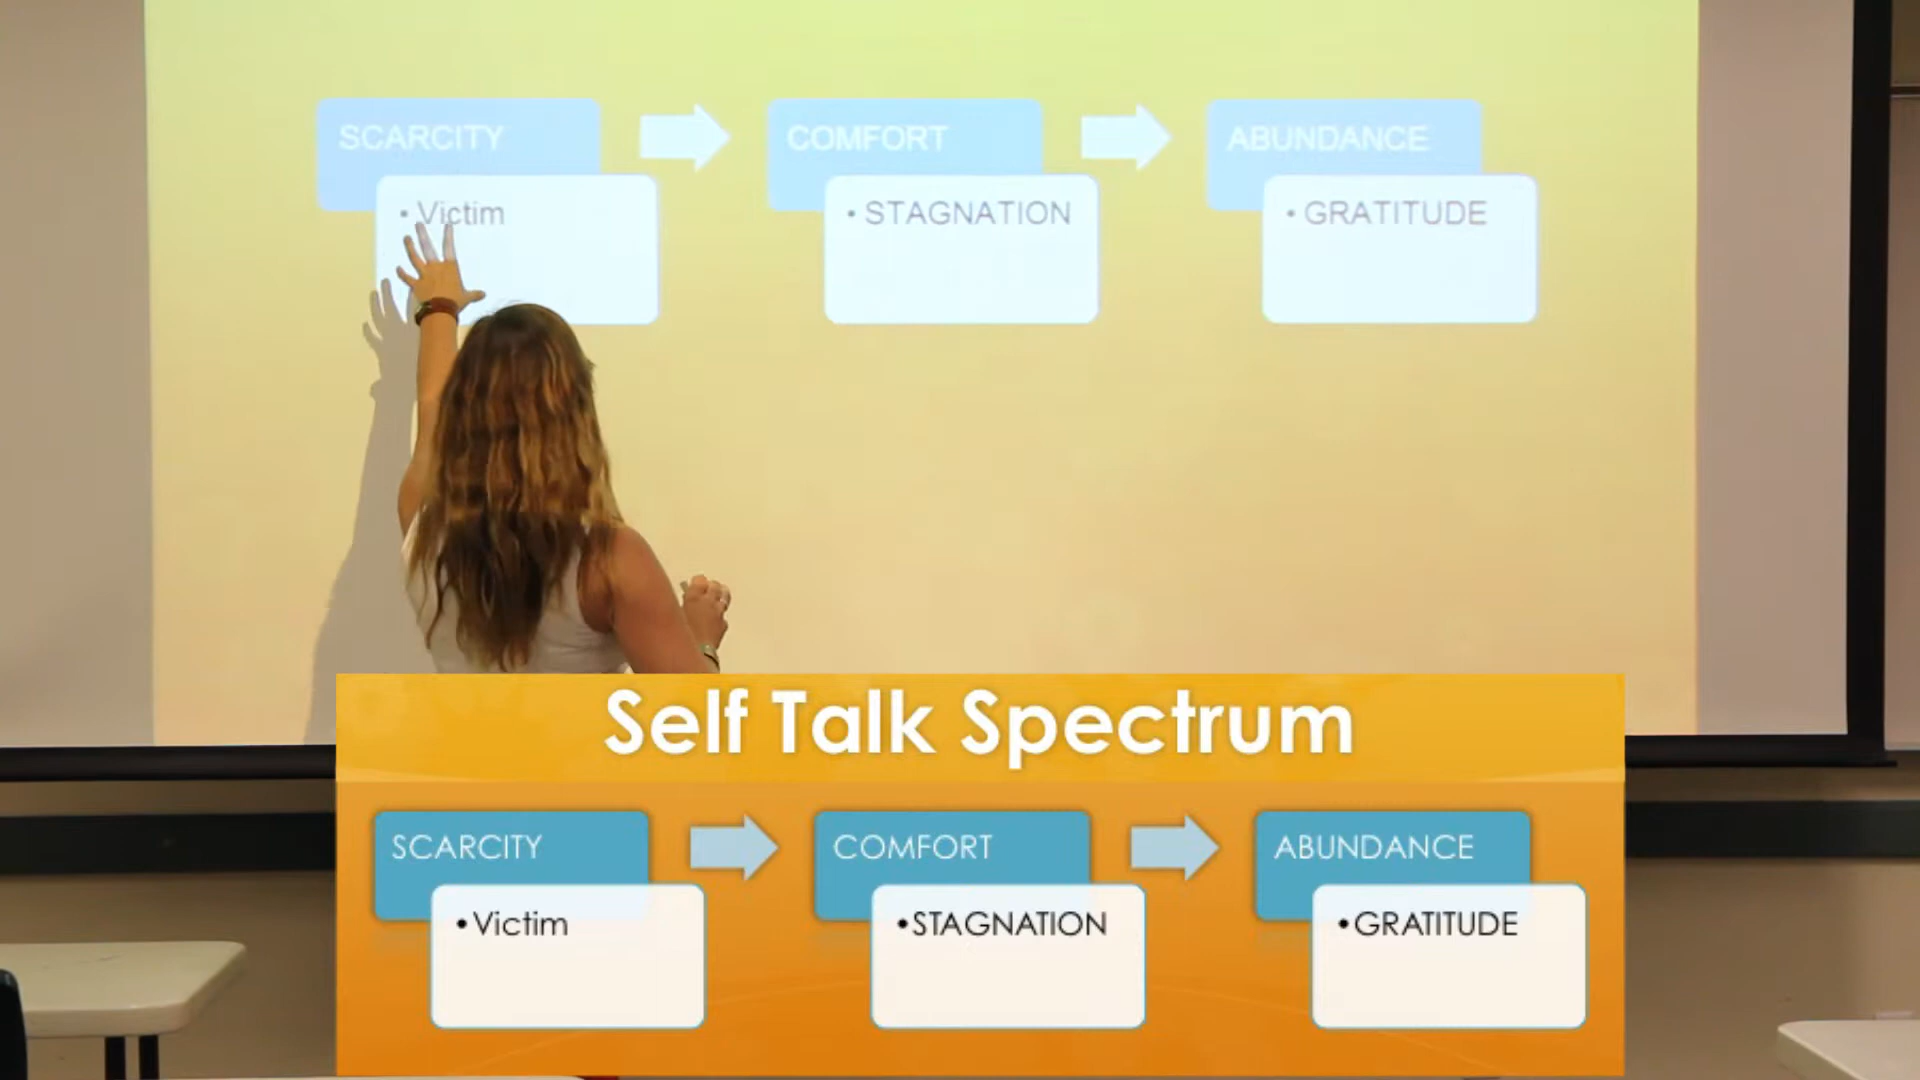 SCARCITY
COMFORT
ABUNDANCE
• Victim
• STAGNATION
• GRATITUDE
Self Talk Spectrum
SCARCITY
COMFORT
ABUNDANCE
•Victim
•STAGNATION
•GRATITUDE